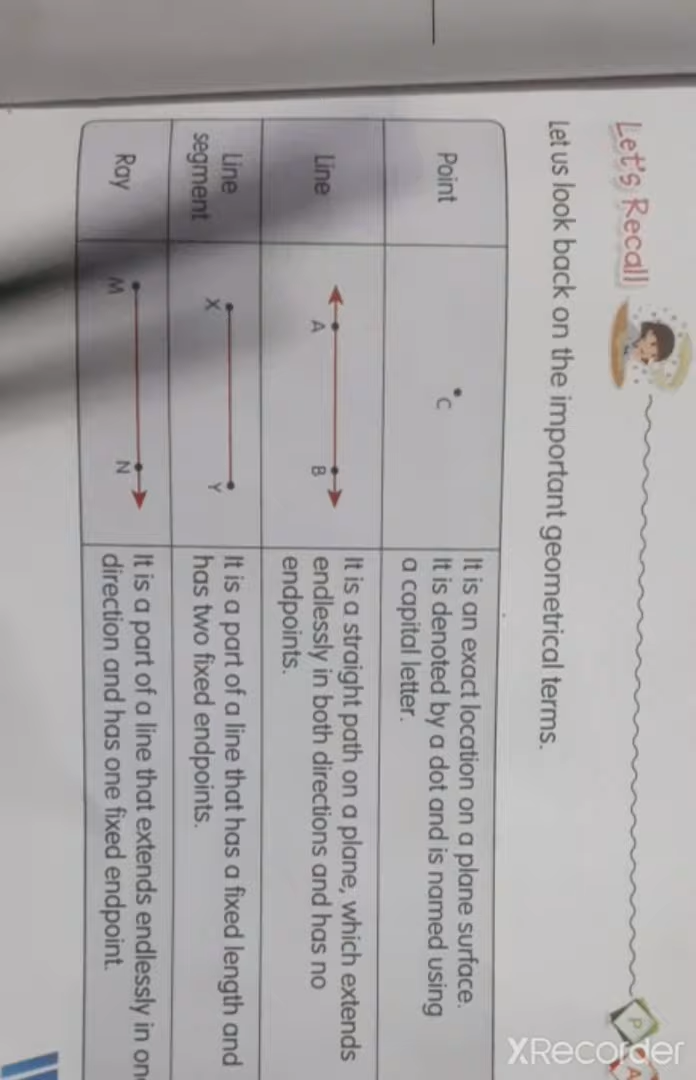 Let's Recall
Let us look back on the important geometrical terms.
Point
C
It is an exact location on a plane surface.
It is denoted by a dot and is named using
a capital letter.
Line
A
B
It is a straight path on a plane, which extends
endlessly in both directions and has no
endpoints.
Line
segment
X
Y
It is a part of a line that has a fixed length and
has two fixed endpoints.
Ray
M
N
It is a part of a line that extends endlessly in
direction and has one fixed endpoint.
P
A
XRecorder